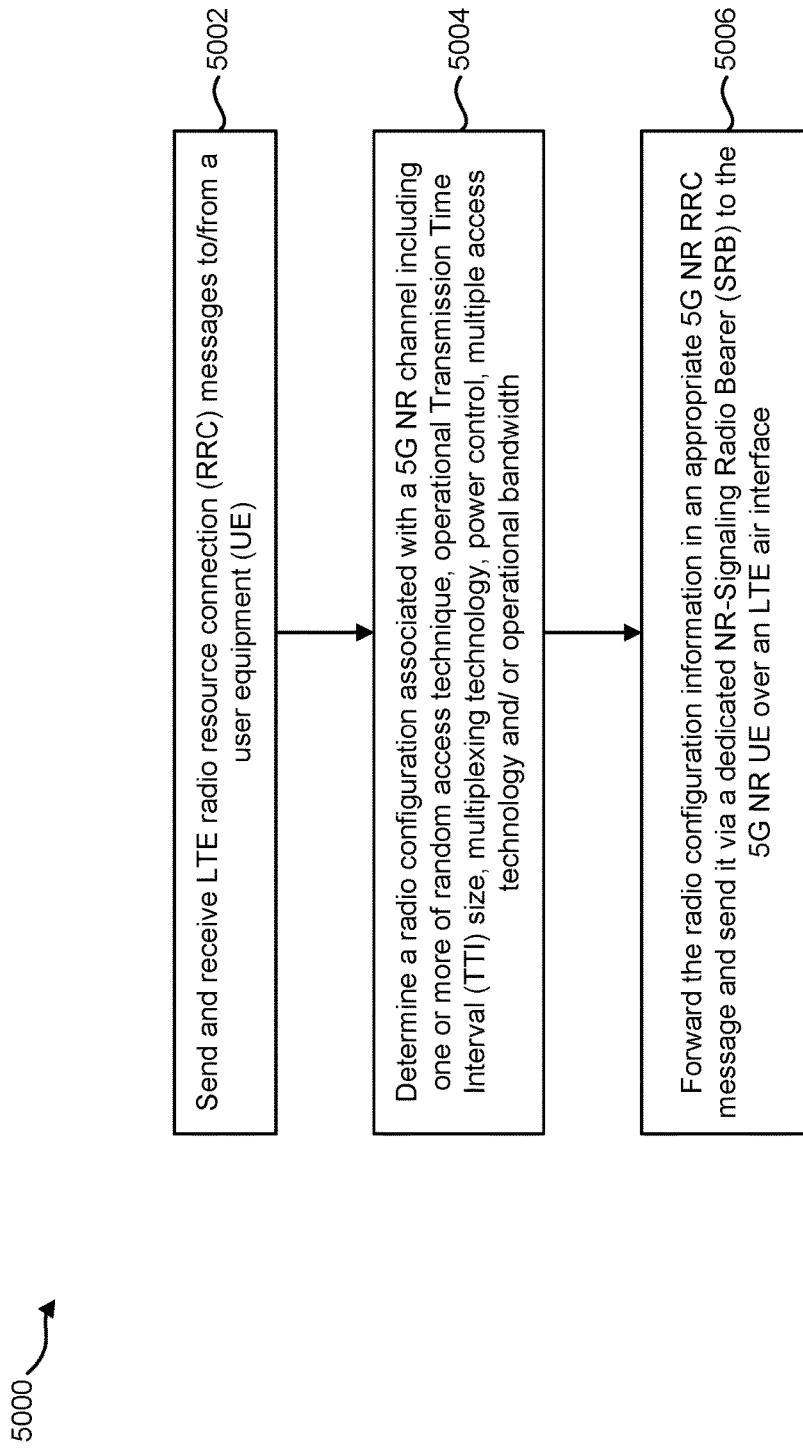 5000
Send and receive LTE radio resource connection (RRC) messages to/from a
user equipment (UE)
5002
Determine a radio configuration associated with a 5G NR channel including
one or more of random access technique, operational Transmission Time
Interval (TTI) size, multiplexing technology, power control, multiple access
technology and/ or operational bandwidth
5004
Forward the radio configuration information in an appropriate 5G NR RRC
message and send it via a dedicated NR-Signaling Radio Bearer (SRB) to the
5G NR UE over an LTE air interface
5006